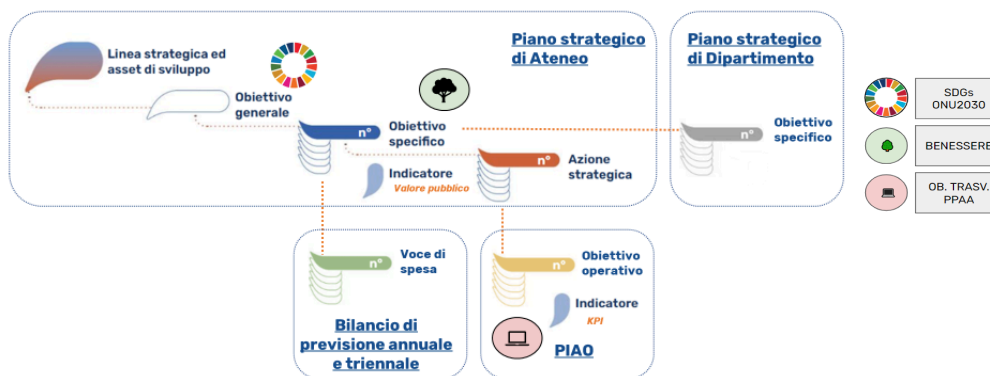 Piano strategico
di Ateneo
Linea strategica ed
asset di sviluppo
Obiettivo
generale
n°
Obiettivo
specifico
Indicatore
Valore pubblico
n°
Azione
strategica
Piano strategico
di Dipartimento
n°
Obiettivo
specifico
SDGs
ONU2030
BENESSERE
OB. TRASV.
PPAA
n°
Voce di
spesa
Bilancio di
previsione annuale
e triennale
n°
Obiettivo
operativo
Indicatore
KPI
PIAO